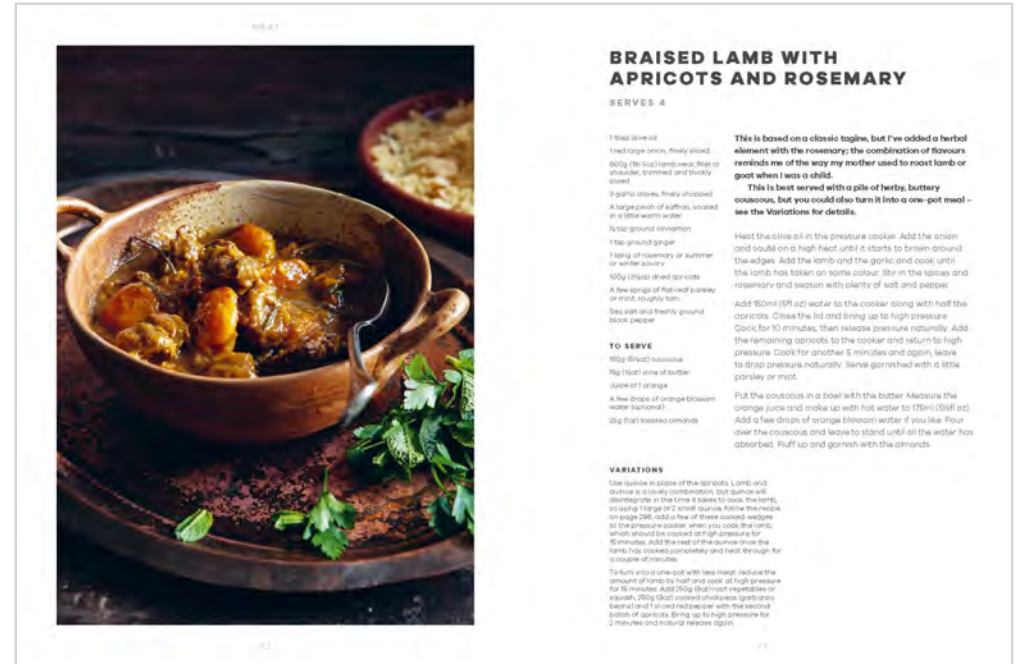 MEAT
BRAISED LAMB WITH
APRICOTS AND ROSEMARY
SERVES 4
1 tbsp olive oil
1 red large onion, finely sliced
600g (1lb 5oz) lamb neck fillet or
shoulder, trimmed and thickly
sliced
garlic cloves, finely chopped
A large pinch of saffron, soaked
in a little warm water
½ tsp ground cinnamon
1 tsp ground ginger
1 sprig of rosemary or summer
or winter savory
100g (3½oz) dried apricots
A few sprigs of flat-leaf parsley
or mint, roughly torn
Sea salt and freshly ground
black pepper
TO SERVE
150g (5½oz) couscous
15g (½oz) slice of butter
Juice of 1 orange
A few drops of orange blossom
water (optional)
25g (1oz) toasted almonds
This is based on a classic tagine, but I've added a herbal
element with the rosemary; the combination of flavours
reminds me of the way my mother used to roast lamb or
goat when I was a child.
This is best served with a pile of herby, buttery
couscous, but you could also turn it into a one-pot meal –
see the Variations for details.
Heat the olive oil in the pressure cooker. Add the onion
and sauté on a high heat until it starts to brown around
the edges. Add the lamb and the garlic and cook until
the lamb has taken on some colour. Stir in the spices and
rosemary and season with plenty of salt and pepper.
Add 150ml (5fl oz) water to the cooker along with half the
apricots. Close the lid and bring up to high pressure.
Cook for 10 minutes, then release pressure naturally. Add
the remaining apricots to the cooker and return to high
pressure. Cook for another 5 minutes and again, leave
to drop pressure naturally. Serve garnished with a little
parsley or mint.
Put the couscous in a bowl with the butter. Measure the
orange juice and make up with hot water to 175ml (5½fl oz).
Add a few drops of orange blossom water if you like. Pour
over the couscous and leave to stand until all the water has
absorbed. Fluff up and garnish with the almonds.
VARIATIONS
Use quince in place of the apricots. Lamb and
quince is a lovely combination, but quince will
disintegrate in the time it takes to cook the lamb,
so using 1 large or 2 small quince, follow the recipe
on page 286, add a few of these cooked wedges
to the pressure cooker when you cook the lamb,
which should be cooked at high pressure for
15 minutes. Add the rest of the quince once the
lamb has cooked completely and heat through for
a couple of minutes.
To turn into a one-pot with less meat: reduce the
amount of lamb by half and cook at high pressure
for 15 minutes. Add 250g (9oz) root vegetables or
squash, 250g (9oz) cooked chickpeas (garbanzo
beans) and 1 sliced red pepper with the second
batch of apricots. Bring up to high pressure for
2 minutes and natural release again.